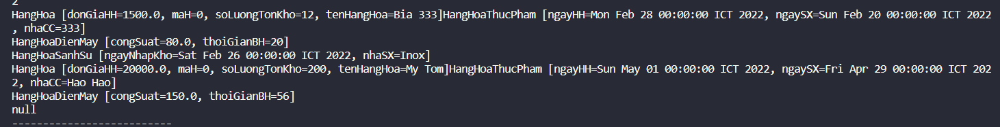 2
HangHoa [donGiaHH=1500.0, maH=0, soLuongTonKho=12, tenHangHoa=Bia 333]HangHoaThucPham [ngayHH=Mon Feb 28 00:00:00 ICT 2022, ngaySX=Sun Feb 20 00:00:00 ICT 2022
, nhaCC=333]
HangHoaDienMay [congSuat=80.0, thoiGianBH=20]
HangHoaSanhSu [ngayNhapKho=Sat Feb 26 00:00:00 ICT 2022, nhaSX=Inox]
HangHoa [donGiaHH=20000.0, maH=0, soLuongTonKho=200, tenHangHoa=My Tom]HangHoaThucPham [ngayHH=Sun May 01 00:00:00 ICT 2022, ngaySX=Fri Apr 29 00:00:00 ICT 202
2, nhaCC=Hao Hao]
HangHoaDienMay [congSuat=150.0, thoiGianBH=56]
null
--------------------------